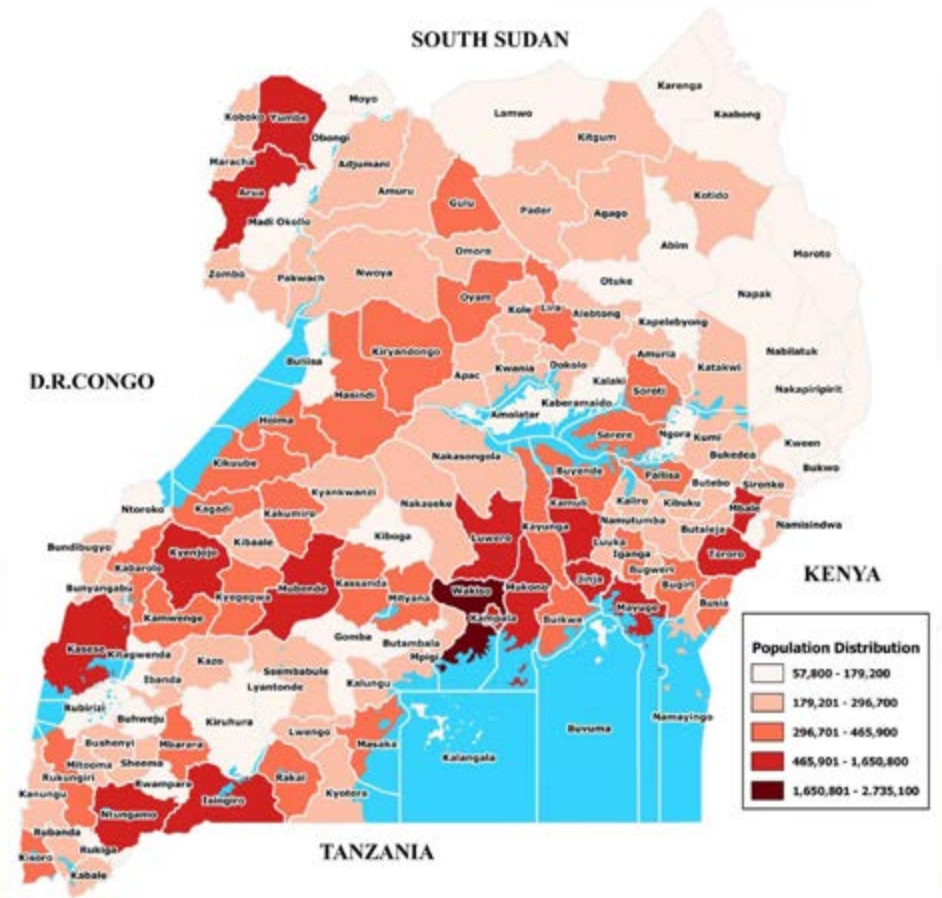 SOUTH SUDAN
Karenga
Moyo
Lamwo
Kaabong
Koboko
Yumbe
Obongi
Kitgum
Maracha
Adjumani
Arua
Amuru
Kotido
Gulu
Pader
Agago
Madi Okollo
Abim
Moroto
Omoro
Zombo
Pakwach
Nwoya
Otuke
Napak
Oyam
Kole
Lira
Alebtong
Kapelebyong
Buliisa
Kiryandongo
Amuria
Nabilatuk
Kwania
Dokolo
Katakwi
D.R.CONGO
Apac
Kalaki
Nakapiripirit
Masindi
Soroti
Kaberamaido
Amolatar
Hoima
Serere
Ngora
Kumi
Kween
Nakasongola
Bukedea
Kikuube
Buyende
Pallisa
Bukwo
Butebo
Sironko
Kyankwanzi
Nakaseke
Kamuli
Kaliro
Kibuku
Mbale
Ntoroko
Kagadi
Kakumiro
Kayunga
Namutumba
Namisindwa
Kiboga
Luwero
Butaleja
Kibaale
Luuka
Bundibugyo
Kyenjojo
Iganga
Tororo
Kabarole
Bugweri
KENYA
Bunyangabu
Kyegegwa
Mubende
Kassanda
Mityana
Wakiso
Mukono
Jinja
Bugiri
Mayuge
Busia
Kamwenge
Kampala
Buikwe
Gomba
Butambala
Kasese
Kitagwenda
Kazo
Mpigi
Ssembabule
Ibanda
Lyantonde
Kalungu
Rubirizi
Buhweju
Kiruhura
Namayingo
Lwengo
Buvuma
Bushenyi
Mbarara
Masaka
Kalangala
Mitooma
Sheema
Rukungiri
Rakai
Kwampara
Kanungu
Isingiro
Kyotera
Ntungamo
Rubanda
Rukiga
Kisoro
Kabale
TANZANIA
Population Distribution
57,800 - 179,200
179,201 - 296,700
296,701 - 465,900
465,901 - 1,650,800
1,650,801 - 2.735,100